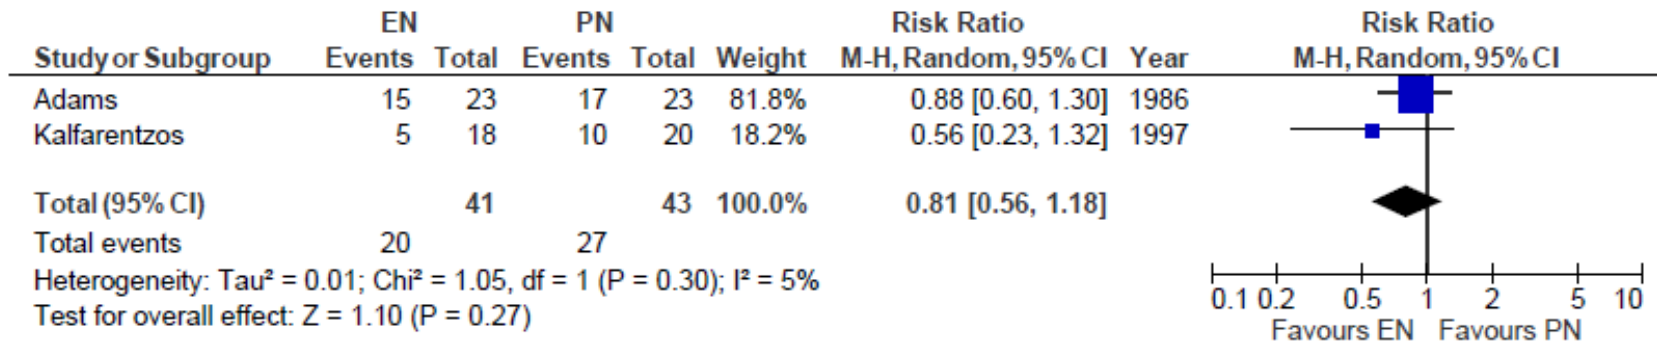 EN PN Risk Ratio Risk Ratio
Study or Subgroup Events Total Events Total Weight M-H, Random, 95% CI Year M-H, Random, 95% CI
Adams 15 23 17 23 81.8% 0.88 [0.60, 1.30] 1986
Kalfarentzos 5 18 10 20 18.2% 0.56 [0.23, 1.32] 1997
Total (95% CI) 41 43 100.0% 0.81 [0.56, 1.18]
Total events 20 27
Heterogeneity: Tau² = 0.01; Chi² = 1.05, df = 1 (P = 0.30); I² = 5%
Test for overall effect: Z = 1.10 (P = 0.27)
0.1 0.2 0.5 1 2 5 10
Favours EN Favours PN